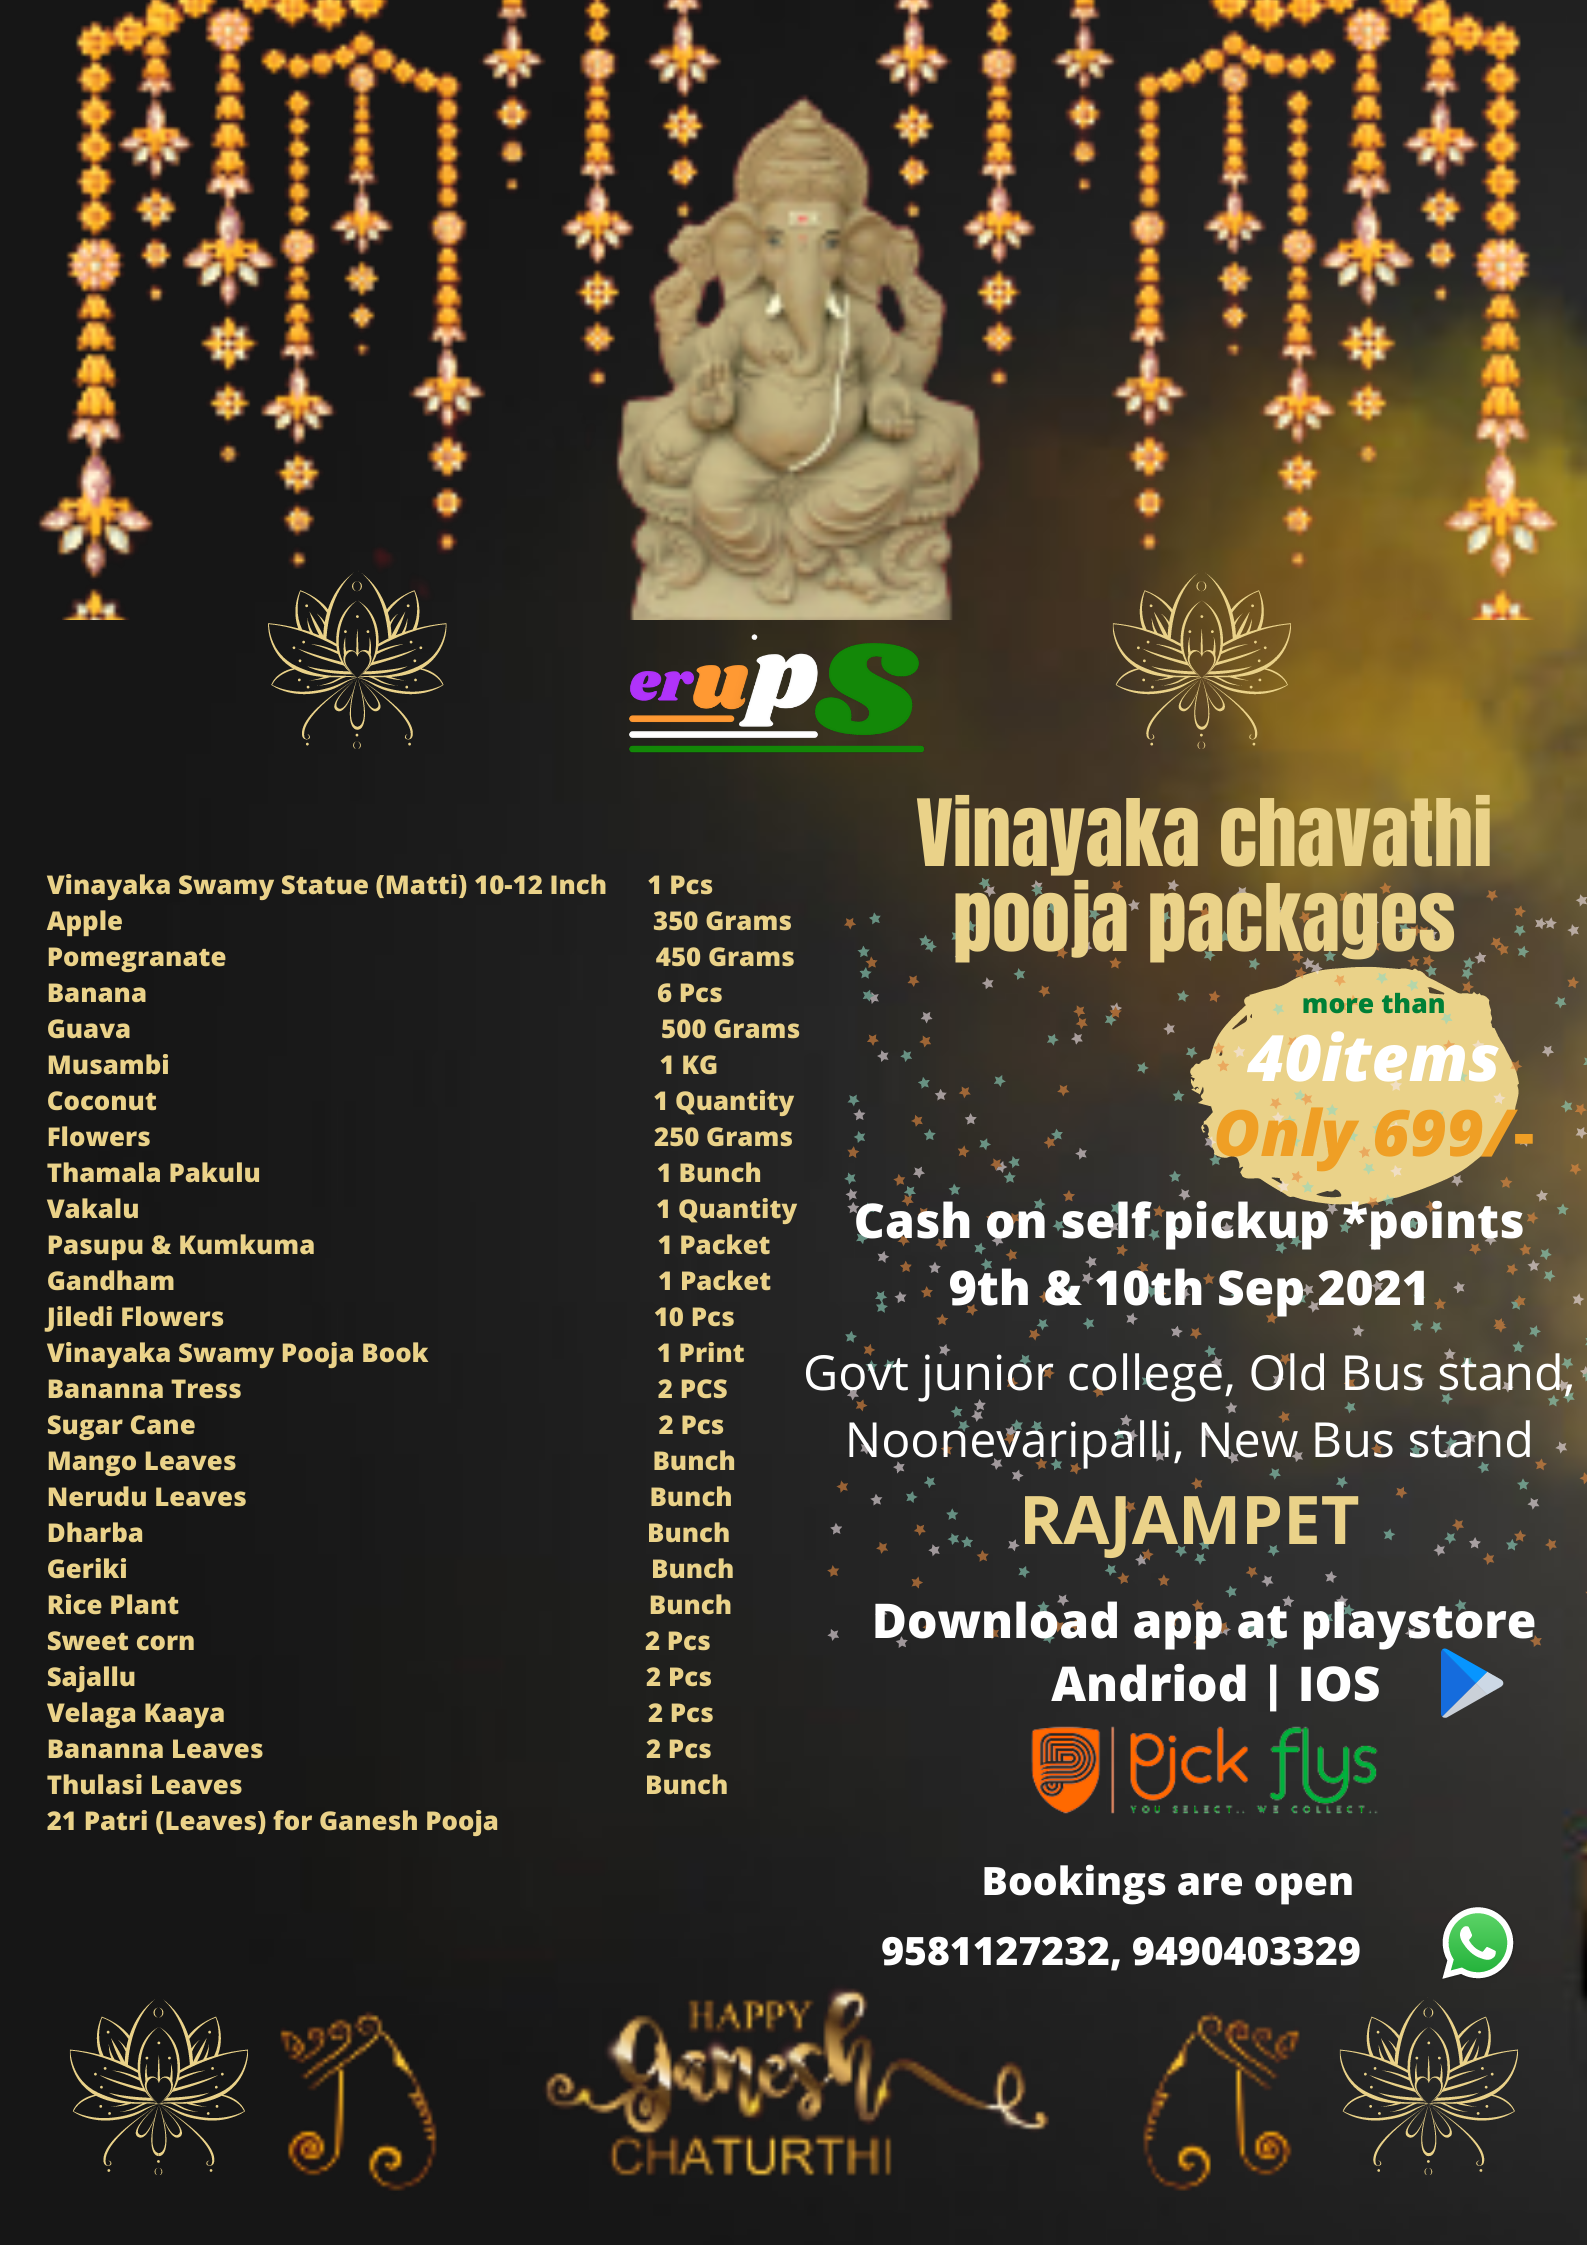 erupS
Vinayaka chavathi
pooja packages
Vinayaka Swamy Statue (Matti) 10-12 Inch 1 Pcs
Apple 350 Grams
Pomegranate 450 Grams
Banana 6 Pcs
Guava 500 Grams
Musambi 1 KG
Coconut 1 Quantity
Flowers 250 Grams
Thamala Pakulu 1 Bunch
Vakalu 1 Quantity
Pasupu & Kumkuma 1 Packet
Gandham 1 Packet
Jiledi Flowers 10 Pcs
Vinayaka Swamy Pooja Book 1 Print
Bananna Tress 2 PCS
Sugar Cane 2 Pcs
Mango Leaves Bunch
Nerudu Leaves Bunch
Dharba Bunch
Geriki Bunch
Rice Plant Bunch
Sweet corn 2 Pcs
Sajallu 2 Pcs
Velaga Kaaya 2 Pcs
Bananna Leaves 2 Pcs
Thulasi Leaves Bunch
21 Patri (Leaves) for Ganesh Pooja
more than
40items
Only 699/-
Cash on self pickup *points
9th & 10th Sep 2021
Govt junior college, Old Bus stand,
Noonevaripalli, New Bus stand
RAJAMPET
Download app at playstore
Andriod | IOS
Pick flys
YOU SELECT.. WE COLLECT..
Bookings are open
9581127232, 9490403329
HAPPY
Ganesh
CHATURTHI